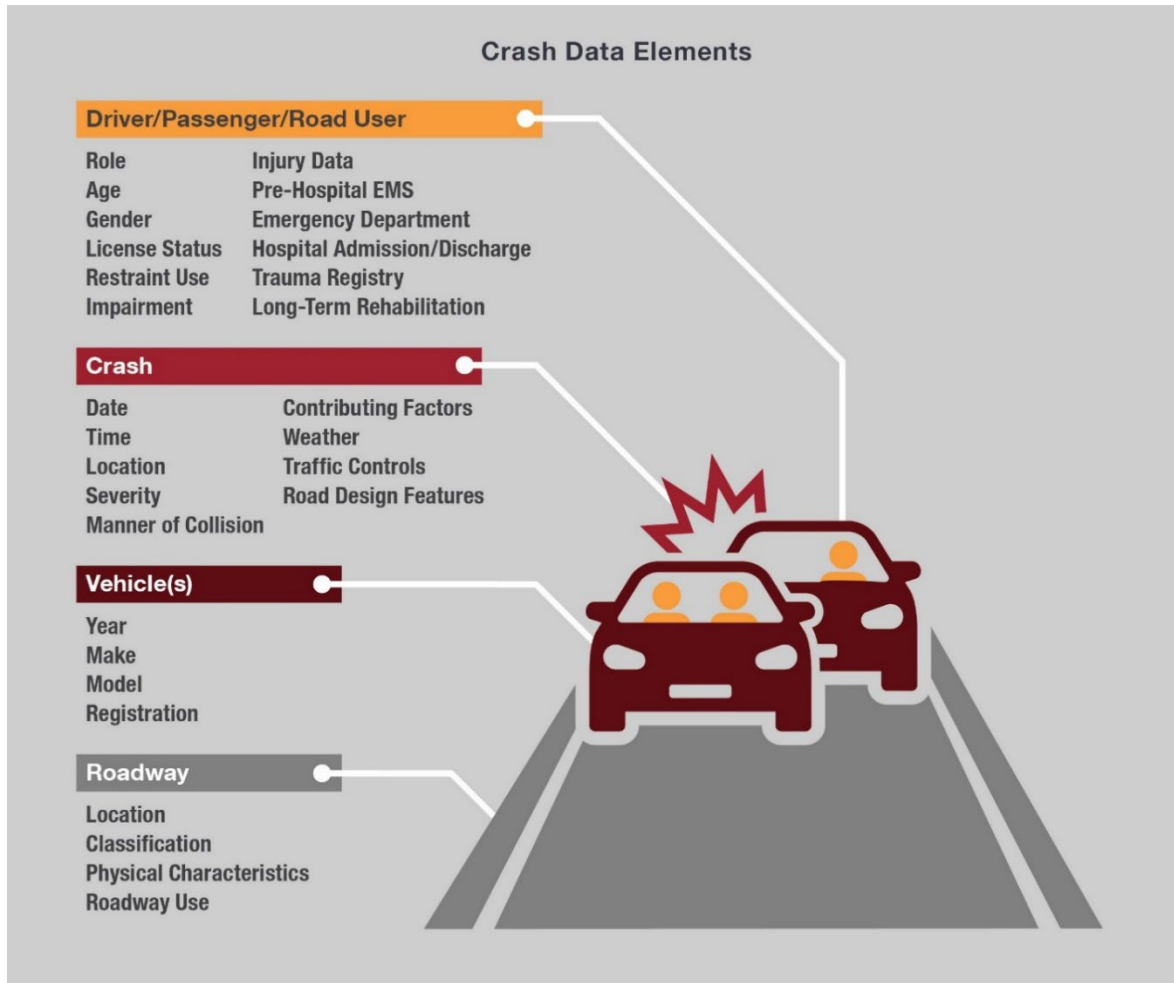 Crash Data Elements
Driver/Passenger/Road User
Role
Age
Gender
License Status
Restraint Use
Impairment
Injury Data
Pre-Hospital EMS
Emergency Department
Hospital Admission/Discharge
Trauma Registry
Long-Term Rehabilitation
Crash
Date
Time
Location
Severity
Manner of Collision
Contributing Factors
Weather
Traffic Controls
Road Design Features
Vehicle(s)
Year
Make
Model
Registration
Roadway
Location
Classification
Physical Characteristics
Roadway Use